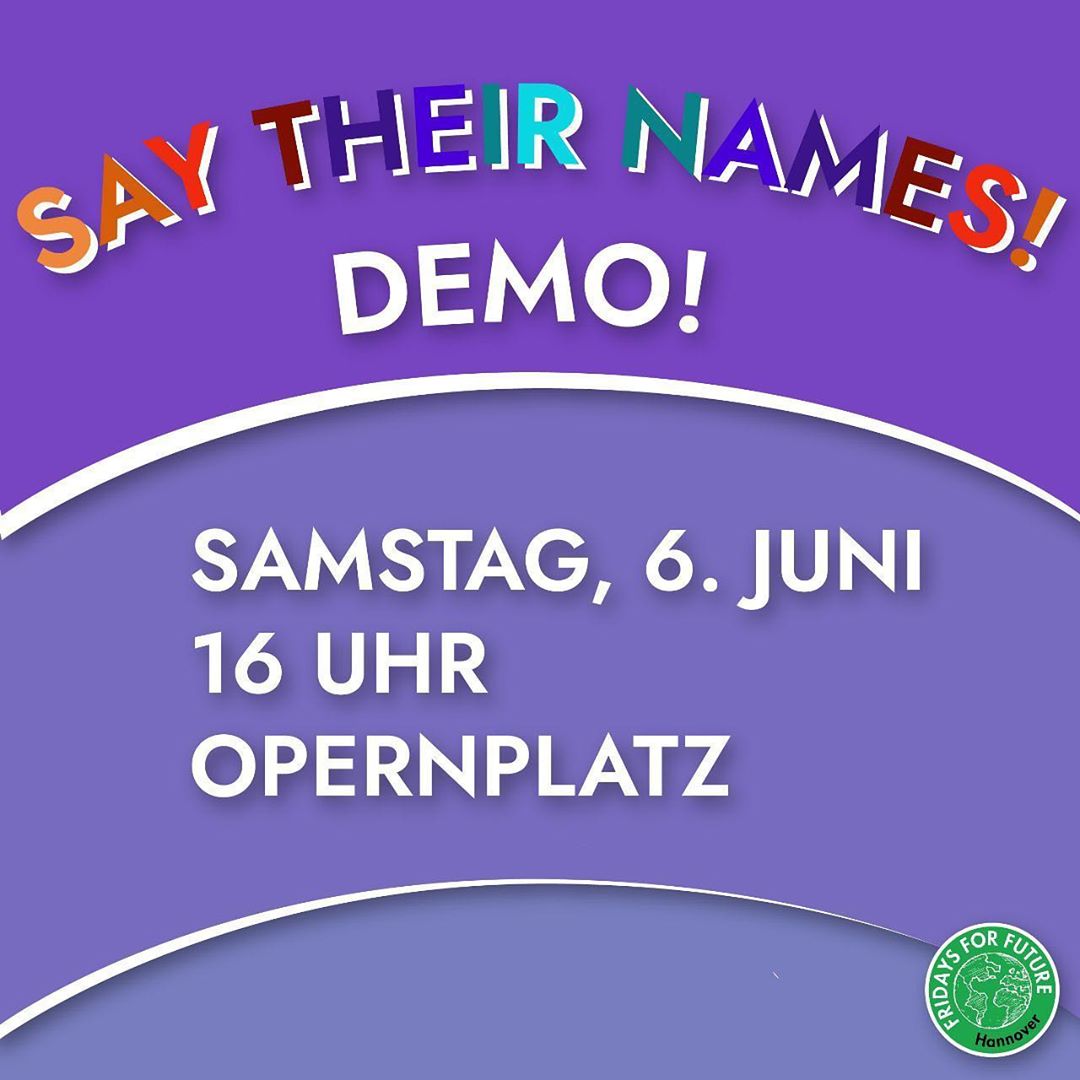 SAY THEIR NAMES!
DEMO!
SAMSTAG, 6. JUNI
16 UHR
OPERNPLATZ
FRIDAYS FOR FUTURE
Hannover